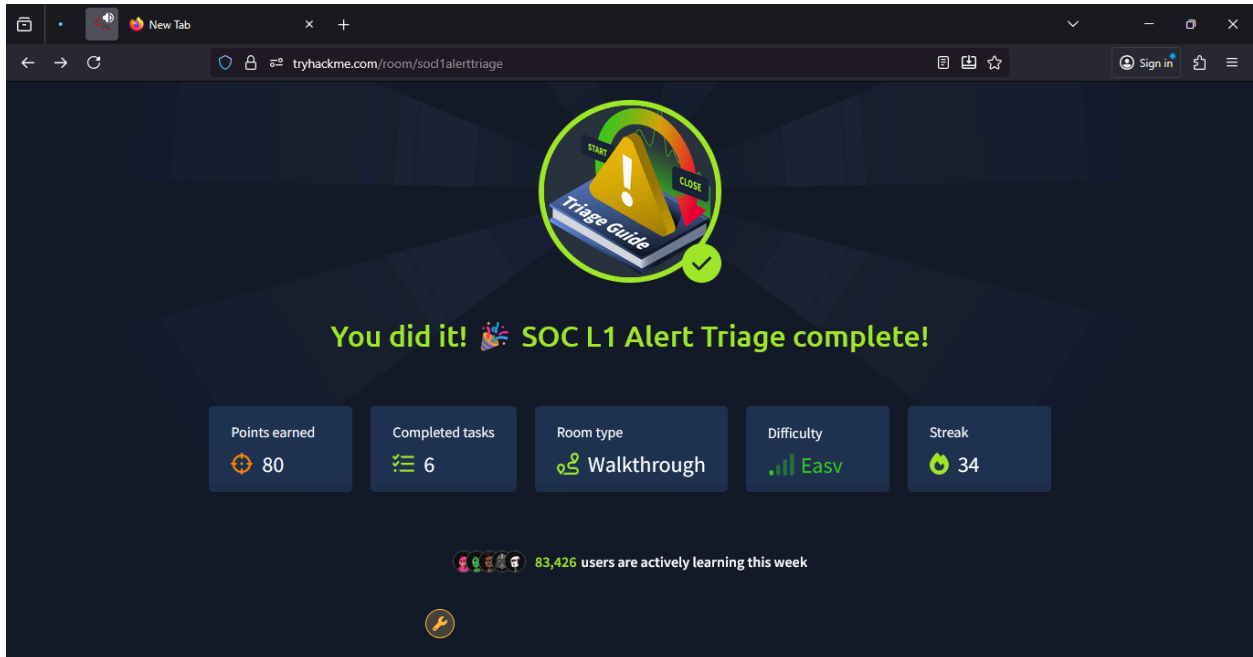 New Tab
tryhackme.com/room/socl1alerttriage
Sign in
START
CLOSE
Triage Guide
You did it! 🎉 SOC L1 Alert Triage complete!
Points earned
80
Completed tasks
6
Room type
Walkthrough
Difficulty
Easy
Streak
34
83,426 users are actively learning this week